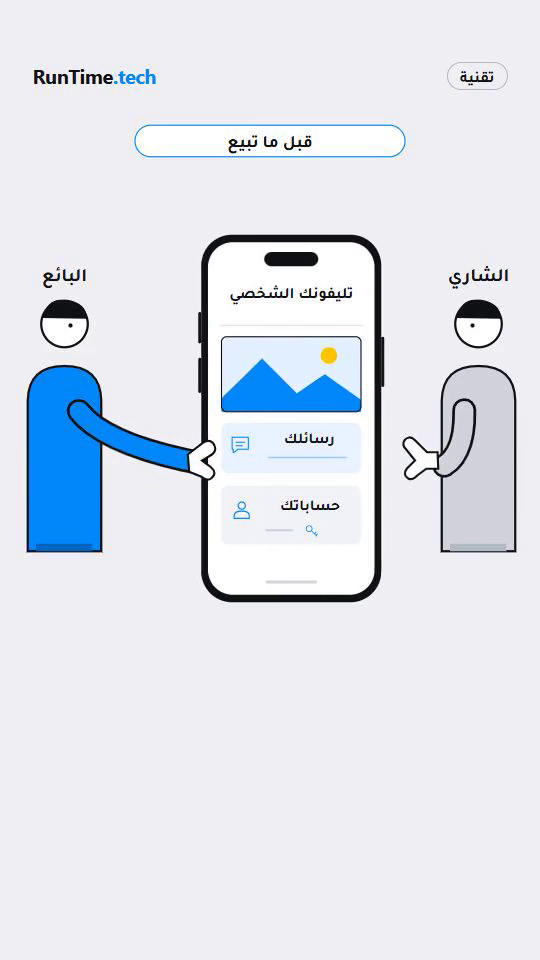 RunTime.tech
تقنية
قبل ما تبيع
الشاري
البائع
تليفونك الشخصي
رسائلك
حساباتك